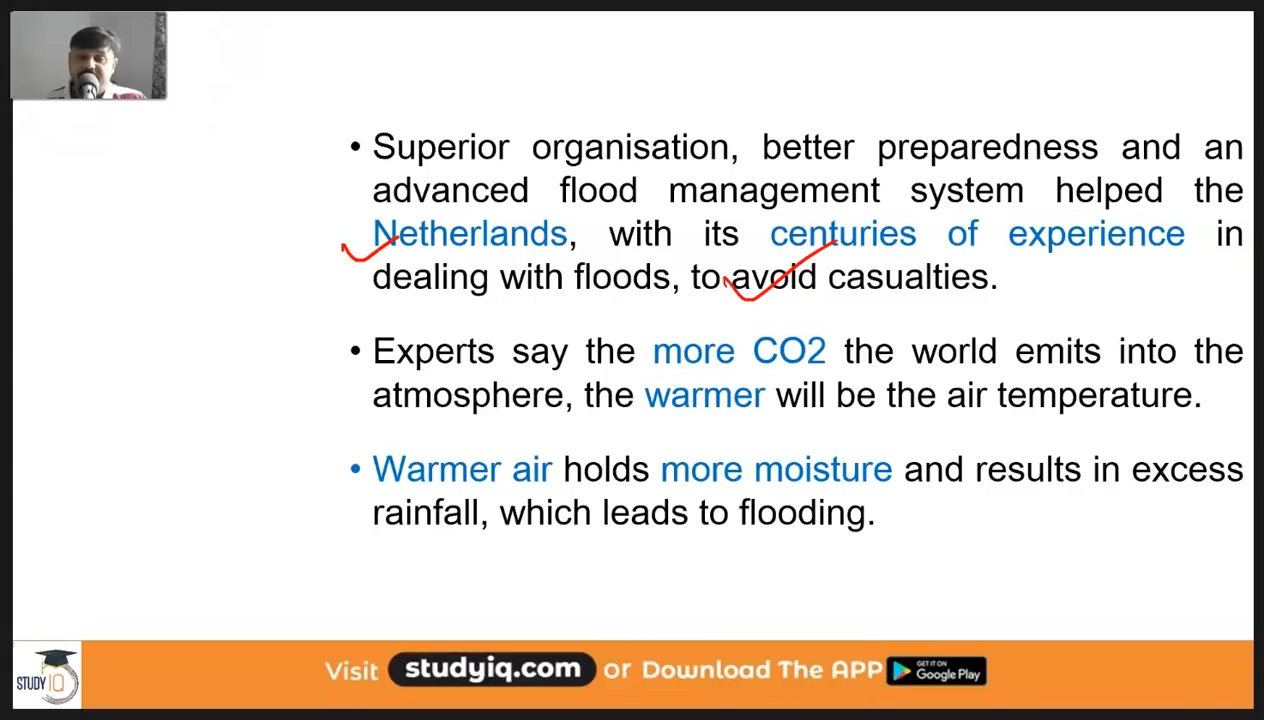 • Superior organisation, better preparedness and an
advanced flood management system helped the
Netherlands, with its centuries of experience in
dealing with floods, to avoid casualties.
• Experts say the more CO2 the world emits into the
atmosphere, the warmer will be the air temperature.
• Warmer air holds more moisture and results in excess
rainfall, which leads to flooding.
STUDY IQ
Visit studyiq.com or Download The APP
GET IT ON
Google Play